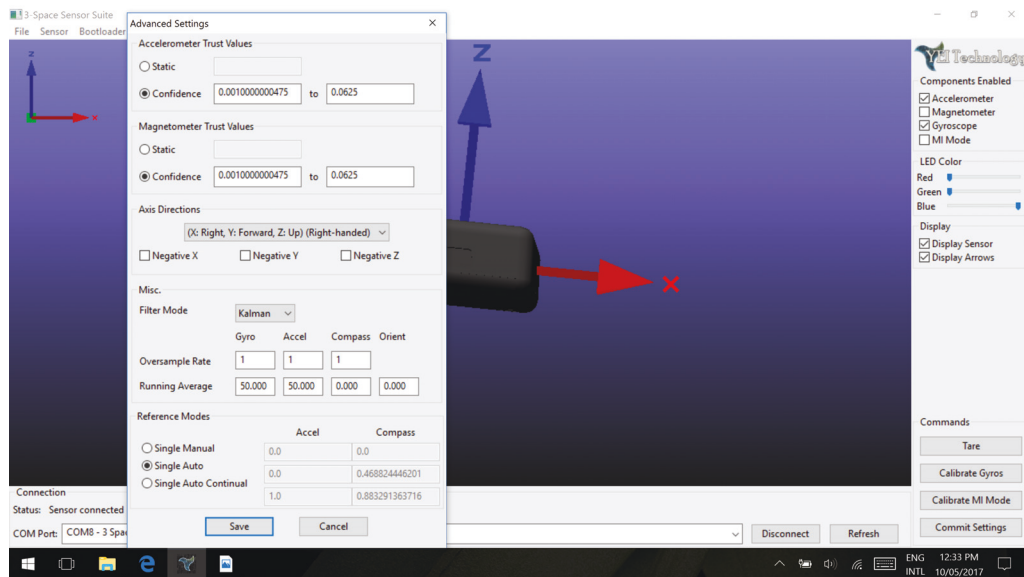 3-Space Sensor Suite
File Sensor Bootloader
Z
X
Z
X
Advanced Settings
Accelerometer Trust Values
Static
Confidence 0.0010000000475 to 0.0625
Magnetometer Trust Values
Static
Confidence 0.0010000000475 to 0.0625
Axis Directions
(X: Right, Y: Forward, Z: Up) (Right-handed)
Negative X Negative Y Negative Z
Misc.
Filter Mode Kalman
Gyro Accel Compass Orient
Oversample Rate 1 1 1
Running Average 50.000 50.000 0.000 0.000
Reference Modes
Accel Compass
Single Manual 0.0 0.0
Single Auto 0.0 0.468824446201
Single Auto Continual
1.0 0.883291363716
Save Cancel
YEI Technology
Components Enabled
Accelerometer
Magnetometer
Gyroscope
MI Mode
LED Color
Red
Green
Blue
Display
Display Sensor
Display Arrows
Commands
Tare
Calibrate Gyros
Calibrate MI Mode
Commit Settings
Connection
Status: Sensor connected
COM Port: COM8 - 3 Spac
Disconnect Refresh
ENG 12:33 PM
INTL 10/05/2017